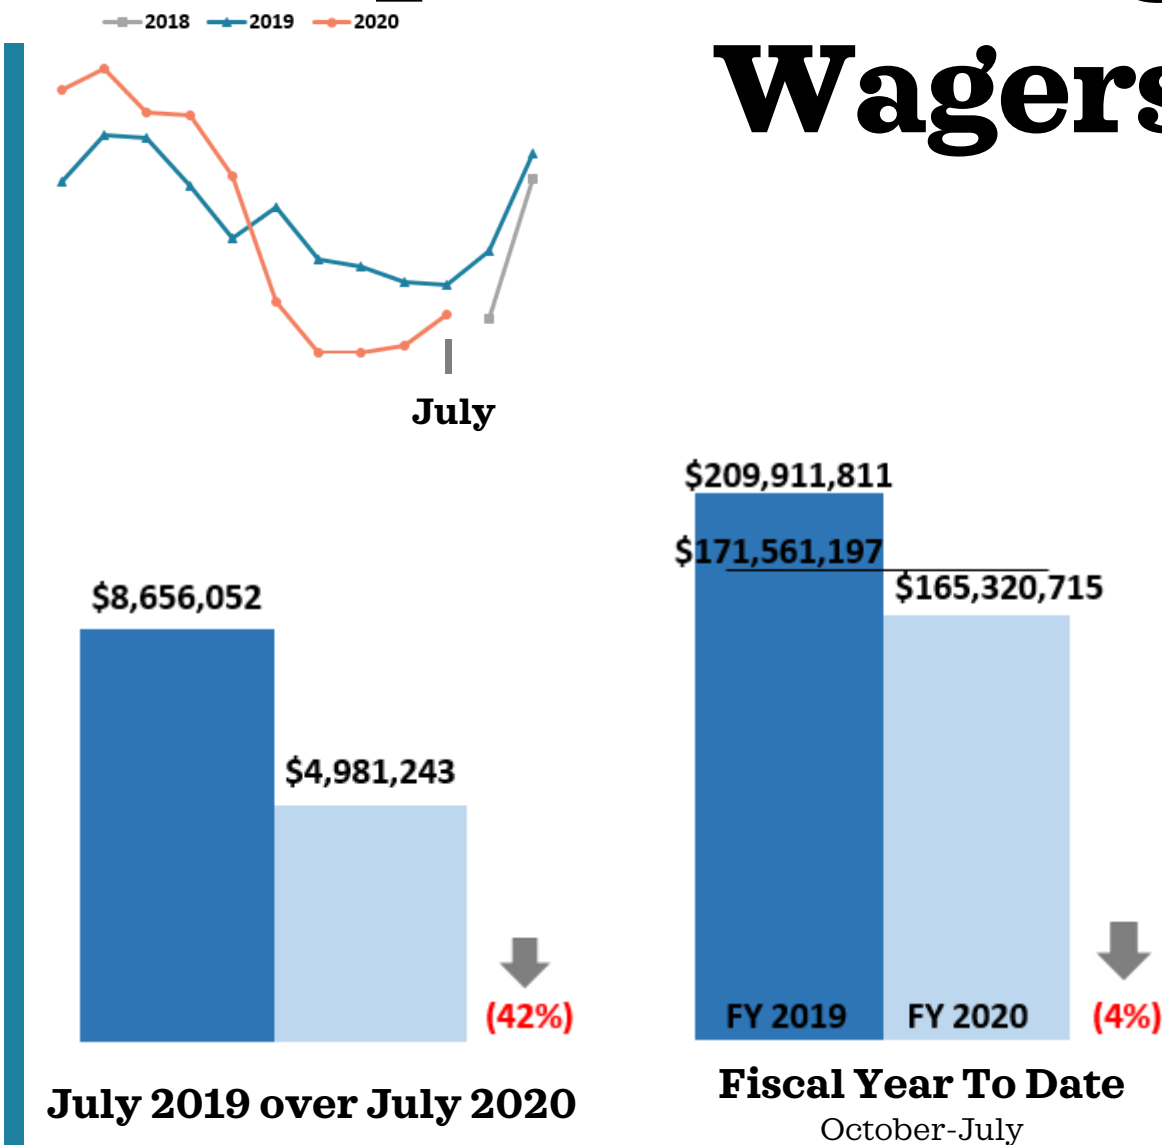 2018 2019 2020
Wagers
July
$8,656,052
$4,981,243
(42%)
July 2019 over July 2020
$209,911,811
$171,561,197
$165,320,715
FY 2019 FY 2020
(4%)
Fiscal Year To Date
October-July